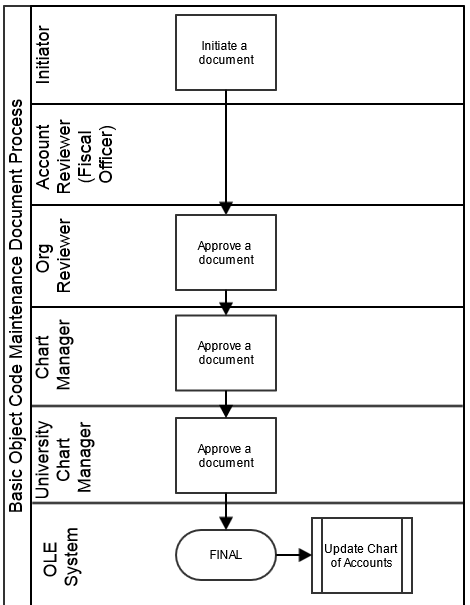 Basic Object Code Maintenance Document Process
Initiator
Initiate a
document
Account
Reviewer
(Fiscal
Officer)
Org
Reviewer
Approve a
document
Chart
Manager
Approve a
document
University
Chart
Manager
Approve a
document
OLE
System
FINAL
Update Chart
of Accounts